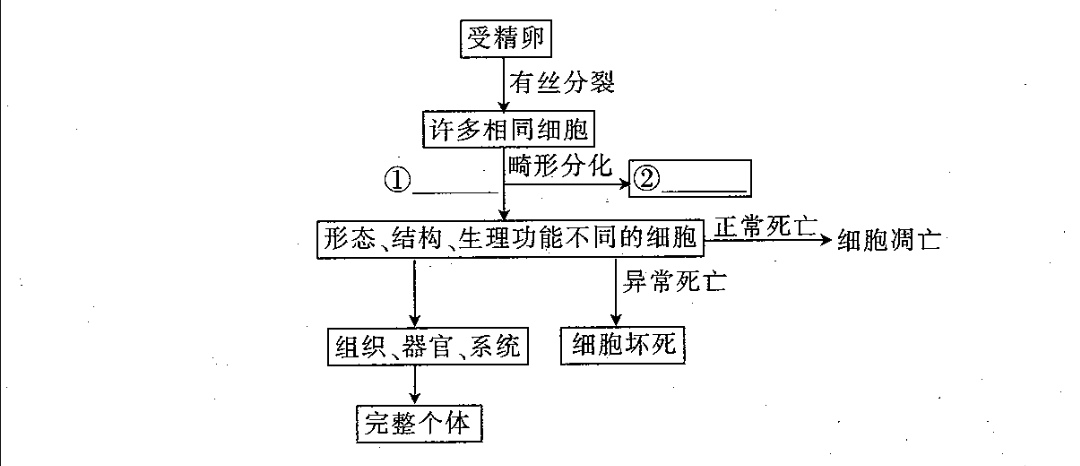 受精卵
有丝分裂
许多相同细胞
畸形分化
①________
②________
形态、结构、生理功能不同的细胞
正常死亡
细胞凋亡
异常死亡
组织、器官、系统
细胞坏死
完整个体